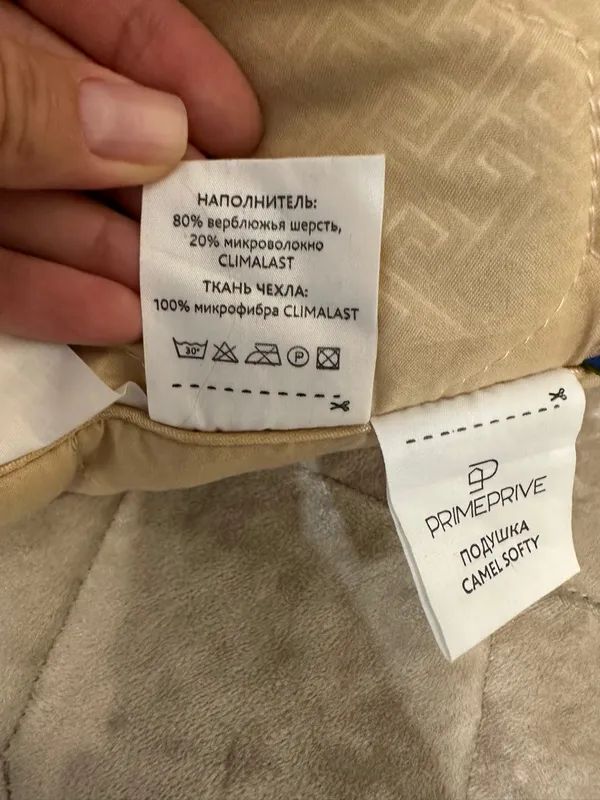 НАПОЛНИТЕЛЬ:
80% верблюжья шерсть,
20% микроволокно
CLIMALAST
ТКАНЬ ЧЕХЛА:
100% микрофибра CLIMALAST
30°
P
PRIMEPRIVE
ПОДУШКА
CAMEL SOFTY